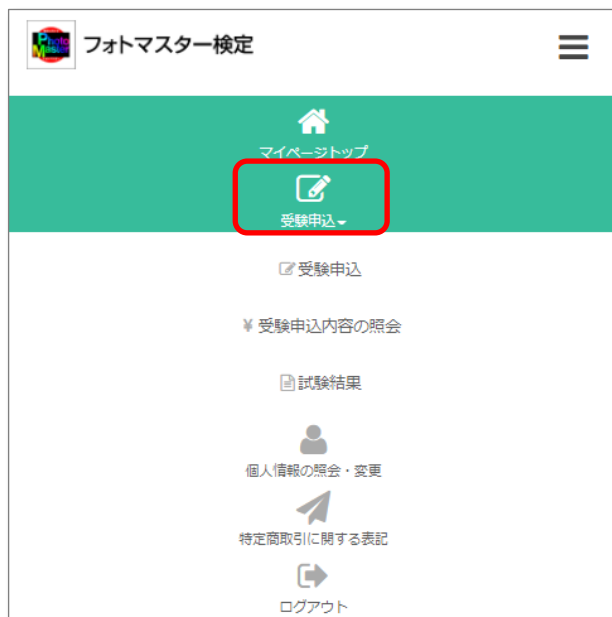 Photo
Master
フォトマスター検定
マイページトップ
受験申込
受験申込
¥ 受験申込内容の照会
試験結果
個人情報の照会・変更
特定商取引に関する表記
ログアウト